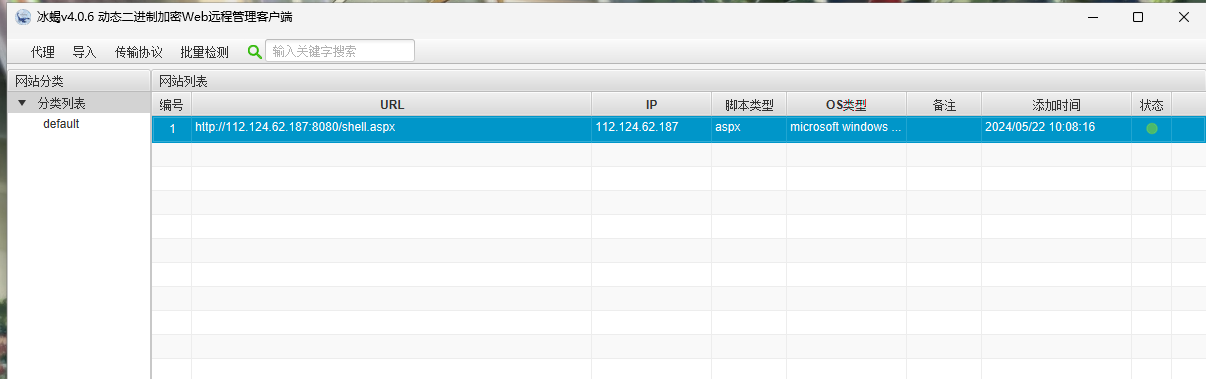 冰蝎v4.0.6 动态二进制加密Web远程管理客户端
代理 导入 传输协议 批量检测 输入关键字搜索
网站分类 网站列表
分类列表
default
编号 URL IP 脚本类型 OS类型 备注 添加时间 状态
1 http://112.124.62.187:8080/shell.aspx 112.124.62.187 aspx microsoft windows ... 2024/05/22 10:08:16